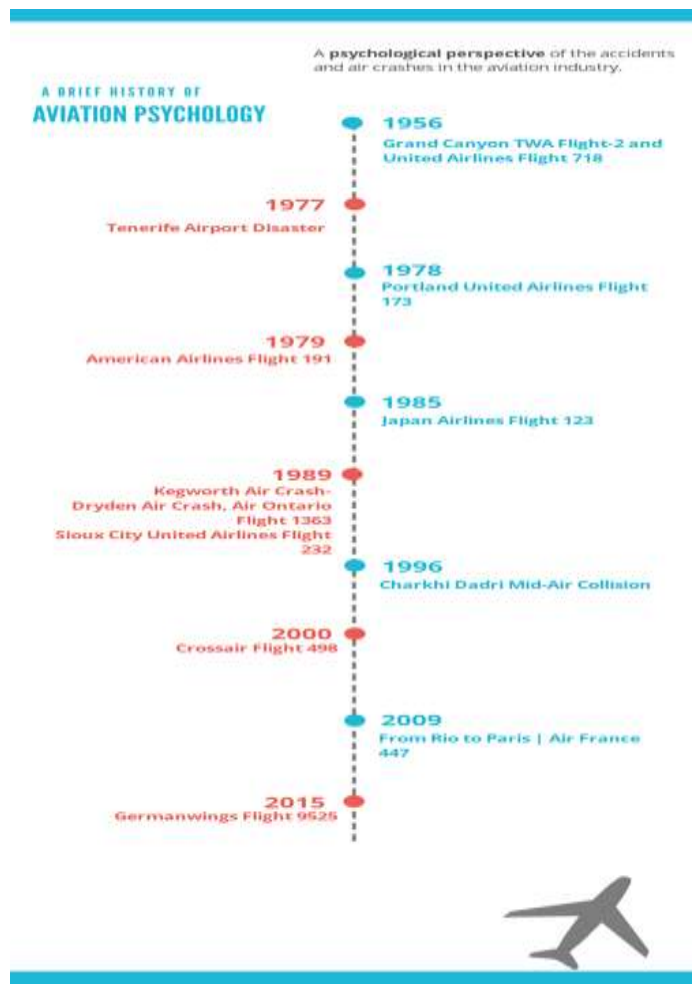 A psychological perspective of the accidents
and air crashes in the aviation industry.
A BRIEF HISTORY OF
AVIATION PSYCHOLOGY
1956
Grand Canyon TWA Flight-2 and
United Airlines Flight 718
1977
Tenerife Airport Disaster
1978
Portland United Airlines Flight
173
1979
American Airlines Flight 191
1985
Japan Airlines Flight 123
1989
Kegworth Air Crash-
Dryden Air Crash, Air Ontario
Flight 1363
Sioux City United Airlines Flight
232
1996
Charkhi Dadri Mid-Air Collision
2000
Crossair Flight 498
2009
From Rio to Paris | Air France
447
2015
Germanwings Flight 9525